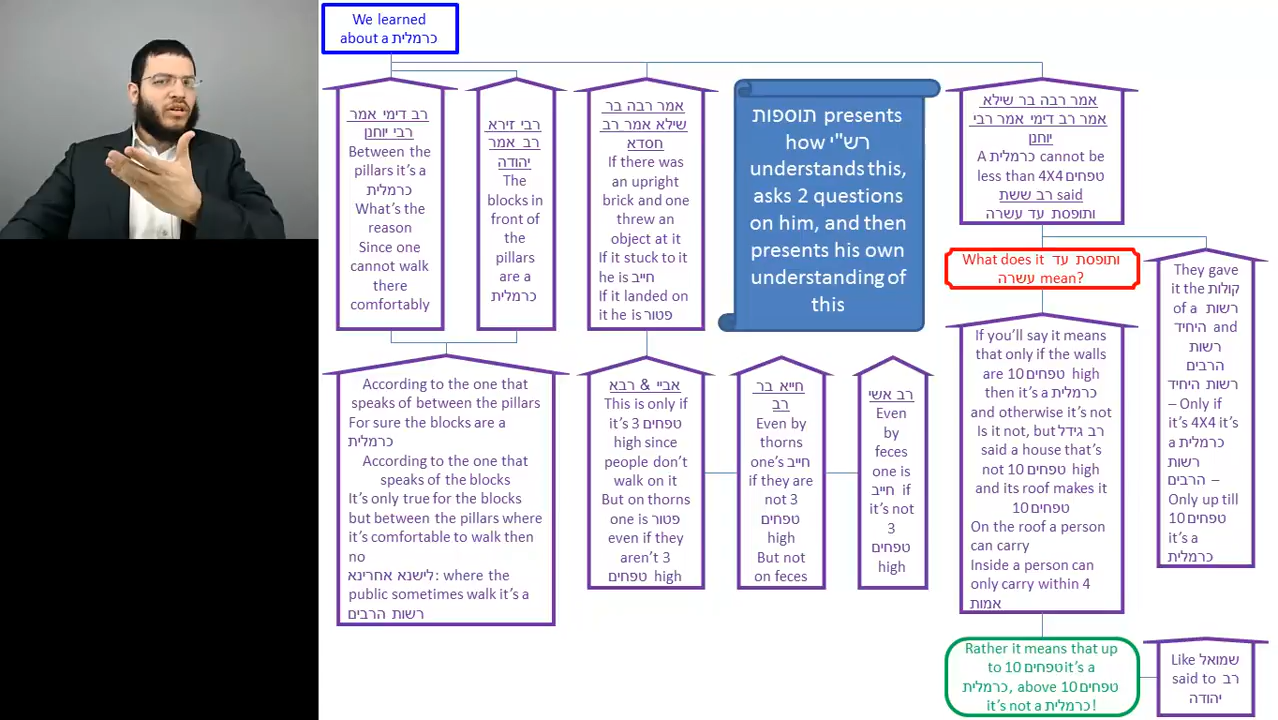 We learned
about a כרמלית
רב דימי אמר
רבי יוחנן
Between the
pillars it's a
כרמלית
What's the
reason
Since one
cannot walk
there
comfortably
רבי זירא
רב אמר
יהודה
The
blocks in
front of
the
pillars
are a
כרמלית
אמר רבה בר
שילא אמר רב
חסדא
If there was
an upright
brick and one
threw an
object at it
If it stuck to it
he is חייב
If it landed on
it he is פטור
תוספות presents
how רש"י
understands this,
asks 2 questions
on him, and then
presents his own
understanding of
this
אמר רבה בר שילא
אמר רב דימי אמר רבי
יוחנן
A כרמלית cannot be
less than 4X4 טפחים
רב ששת said
ותופסת עד עשרה
What does it ותופסת עד
עשרה mean?
They gave
it the קולות
of a רשות
היחיד and
רשות
הרבים
רשות היחיד
– Only if
it's 4X4 it's
a כרמלית
רשות
הרבים –
Only up till
10 טפחים
it's a
כרמלית
If you'll say it means
that only if the walls
are 10 טפחים high
then it's a כרמלית
and otherwise it's not
Is it not, but רב גידל
said a house that's
not 10 טפחים high
and its roof makes it
10 טפחים
On the roof a person
can carry
Inside a person can
only carry within 4
אמות
According to the one that
speaks of between the pillars
For sure the blocks are a
כרמלית
According to the one that
speaks of the blocks
It's only true for the blocks
but between the pillars where
it's comfortable to walk then
no
לישנא אחרינא: where the
public sometimes walk it's a
רשות הרבים
אביי & רבא
This is only if
it's 3 טפחים
high since
people don't
walk on it
But on thorns
one is פטור
even if they
aren't 3
טפחים high
חייא בר
רב
Even by
thorns
one's חייב
if they are
not 3
טפחים
high
But not
on feces
רב אשי
Even
by
feces
one is
חייב if
it's not
3
טפחים
high
Rather it means that up
to 10 טפחים it's a
כרמלית, above 10 טפחים
it's not a כרמלית!
Like שמואל
said to רב
יהודה